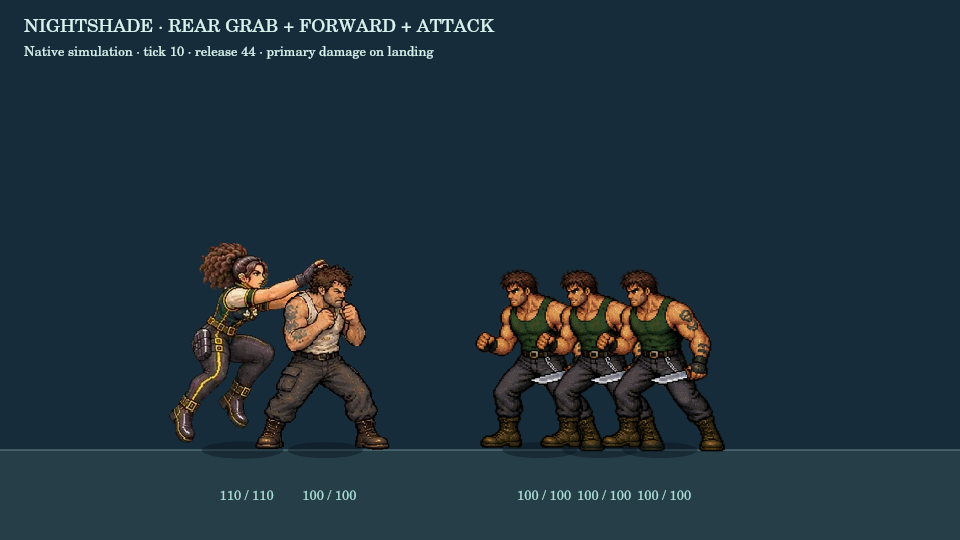 NIGHTSHADE · REAR GRAB + FORWARD + ATTACK
Native simulation · tick 10 · release 44 · primary damage on landing
110 / 110 100 / 100 100 / 100 100 / 100 100 / 100